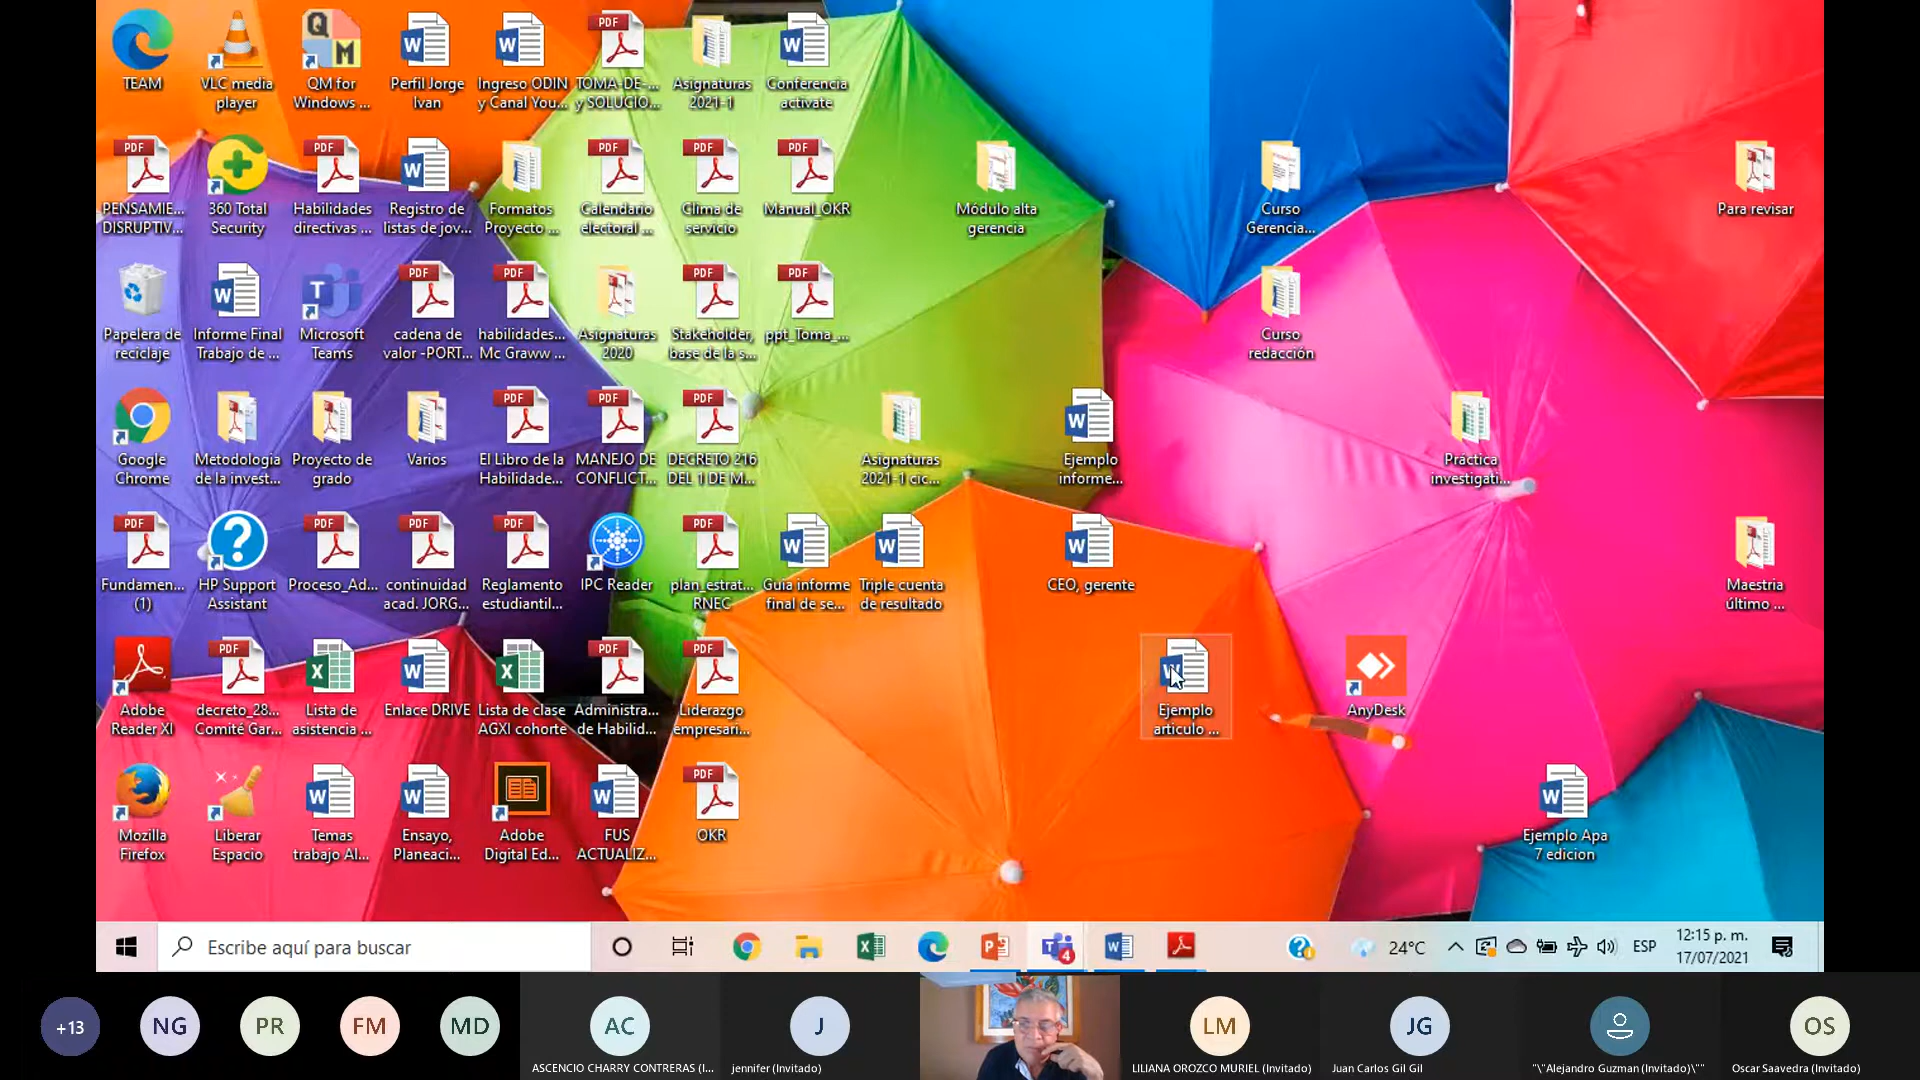 TEAM
VLC media
player
QM for
Windows ...
Perfil Jorge
Ivan
Ingreso ODIN
y Canal You...
TOMA-DE-...
y SOLUCIO...
Asignaturas
2021-1
Conferencia
activate
PENSAMIE...
DISRUPTIV...
360 Total
Security
Habilidades
directivas ...
Registro de
listas de jov...
Formatos
Proyecto ...
Calendario
electoral ...
Clima de
servicio
Manual_OKR
Módulo alta
gerencia
Curso
Gerencia...
Para revisar
Papelera de
reciclaje
Informe Final
Trabajo de ...
Microsoft
Teams
cadena de
valor -PORT...
habilidades...
Mc Graww ...
Asignaturas
2020
Stakeholder,
base de la s...
ppt_Toma_...
Curso
redacción
Google
Chrome
Metodologia
de la invest...
Proyecto de
grado
Varios
El Libro de la
Habilidade...
MANEJO DE
CONFLICT...
DECRETO 216
DEL 1 DE M...
Asignaturas
2021-1 cic...
Ejemplo
informe...
Práctica
investigati...
Fundamen...
(1)
HP Support
Assistant
Proceso_Ad...
continuidad
acad. JORG...
Reglamento
estudiantil...
IPC Reader
plan_estrat...
RNEC
Guia informe
final de se...
Triple cuenta
de resultado
CEO, gerente
Maestria
último ...
Adobe
Reader XI
decreto_28...
Comité Gar...
Lista de
asistencia ...
Enlace DRIVE
Lista de clase
AGXI cohorte
Administra...
de Habilid...
Liderazgo
empresari...
Ejemplo
articulo ...
AnyDesk
Mozilla
Firefox
Liberar
Espacio
Temas
trabajo Al...
Ensayo,
Planeaci...
Adobe
Digital Ed...
FUS
ACTUALIZ...
OKR
Ejemplo Apa
7 edicion
Escribe aquí para buscar
4
24°C
ESP
12:15 p. m.
17/07/2021
+13
NG
PR
FM
MD
AC
ASCENCIO CHARRY CONTRERAS (I...
J
jennifer (Invitado)
LM
LILIANA OROZCO MURIEL (Invitado)
JG
Juan Carlos Gil Gil
"\"Alejandro Guzman (Invitado)\""
OS
Oscar Saavedra (Invitado)